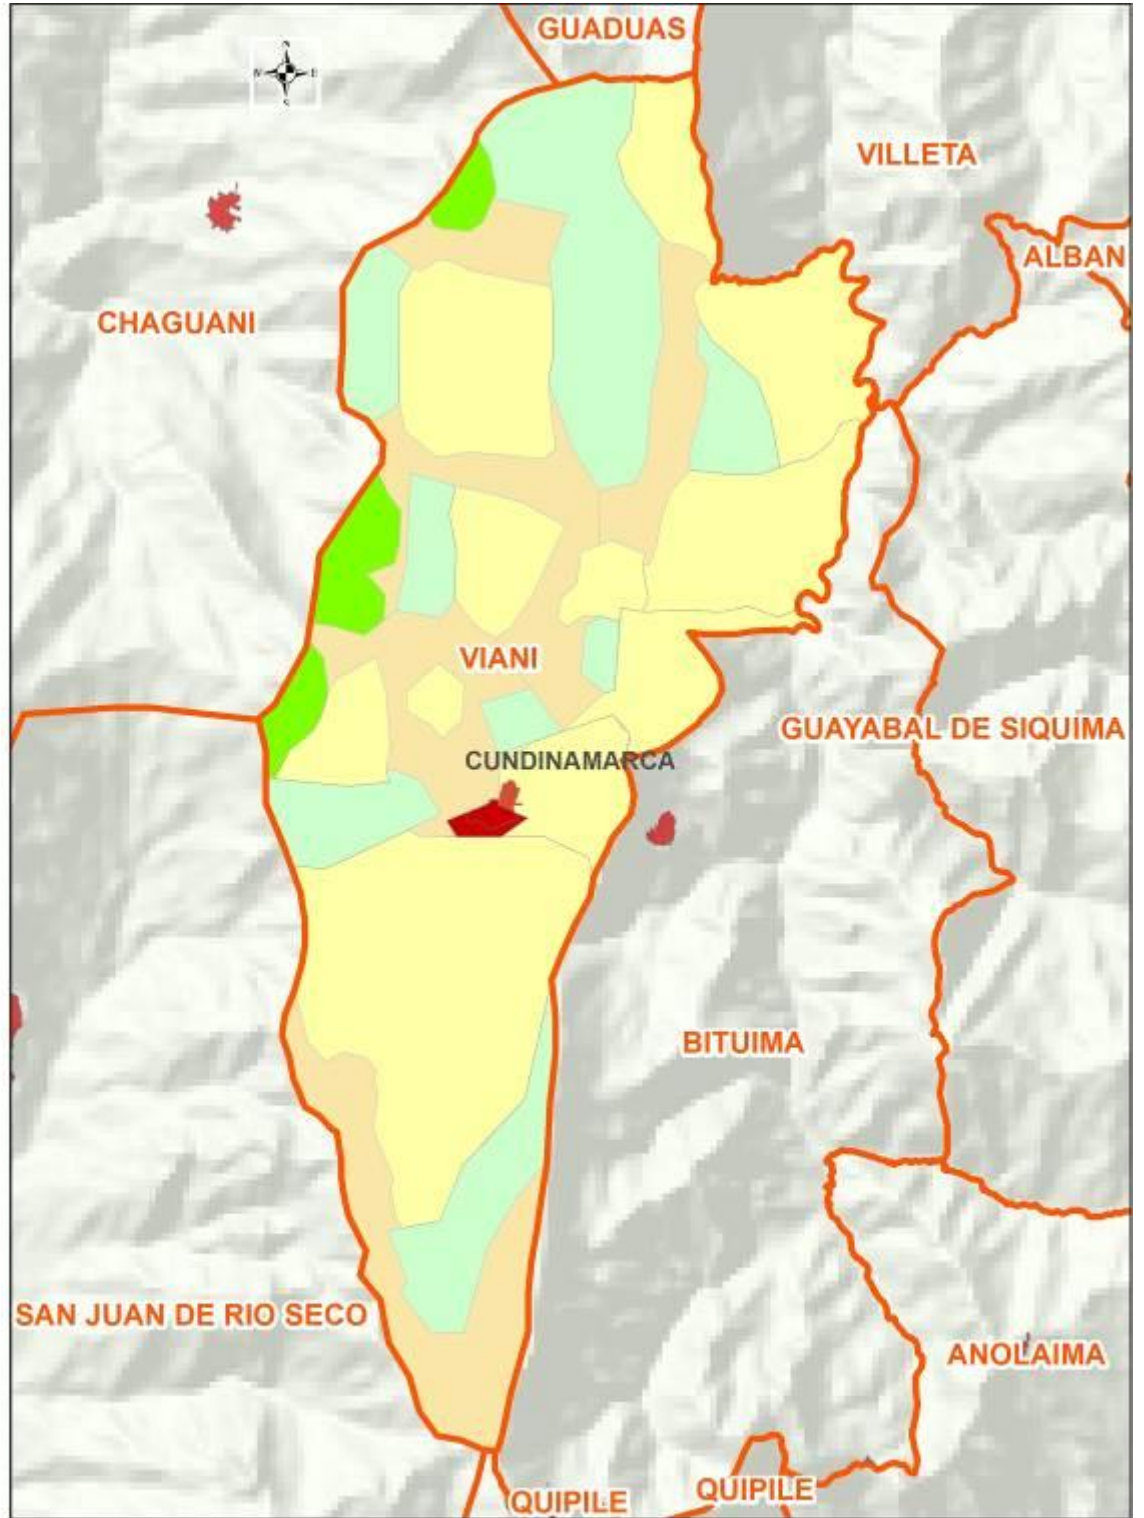 GUADUAS
N
W E
S
VILLETA
ALBAN
CHAGUANI
VIANI
GUAYABAL DE SIQUIMA
CUNDINAMARCA
BITUIMA
SAN JUAN DE RIO SECO
ANOLAIMA
QUIPILE
QUIPILE